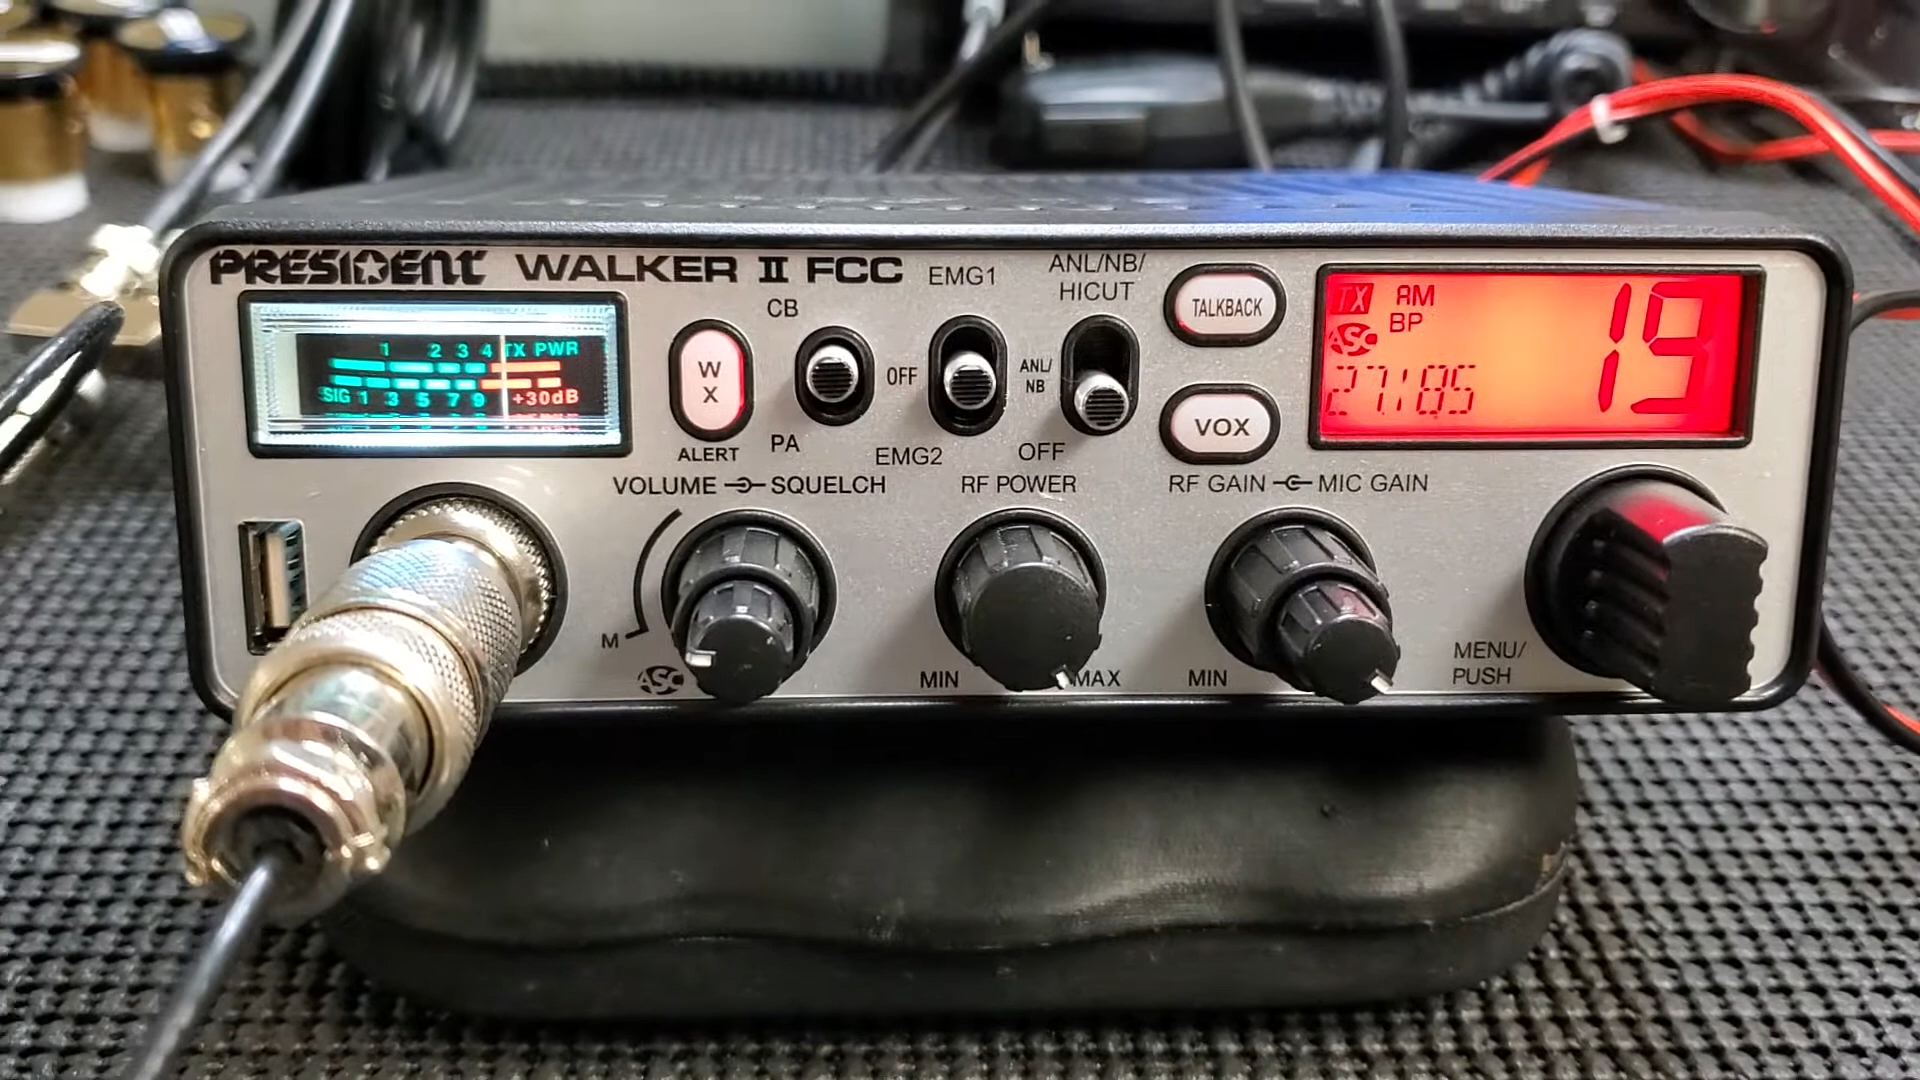 PRESIDENT WALKER II FCC
EMG1
ANL/NB/
HICUT
CB
OFF
ANL/
NB
PA
EMG2
OFF
W
X
ALERT
TALKBACK
VOX
1 2 3 4 TX PWR
SIG 1 3 5 7 9 +30dB
TX AM
BP
ASC
27.185
19
VOLUME SQUELCH
RF POWER
RF GAIN MIC GAIN
M
ASC
MIN MAX
MIN
MENU/
PUSH